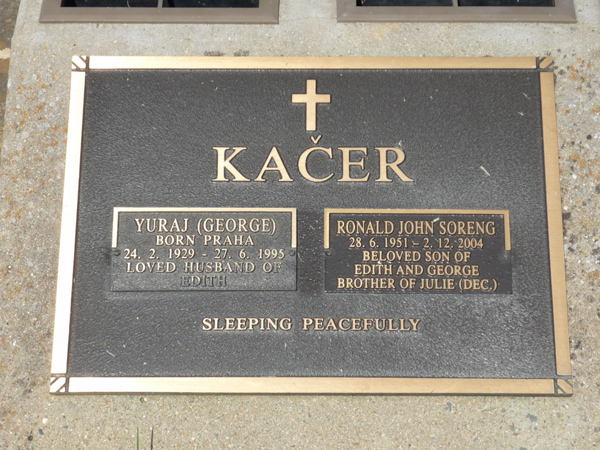 KAČER
YURAJ (GEORGE)
BORN PRAHA
24. 2. 1929 - 27. 6. 1995
LOVED HUSBAND OF
EDITH
RONALD JOHN SORENG
28. 6. 1951 - 2. 12. 2004
BELOVED SON OF
EDITH AND GEORGE
BROTHER OF JULIE (DEC.)
SLEEPING PEACEFULLY